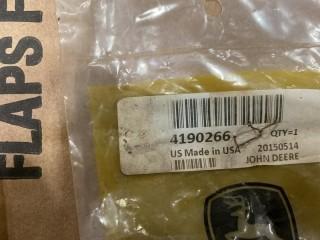 FLAPS F
4190266 QTY=1
US Made in USA 20150514
JOHN DEERE